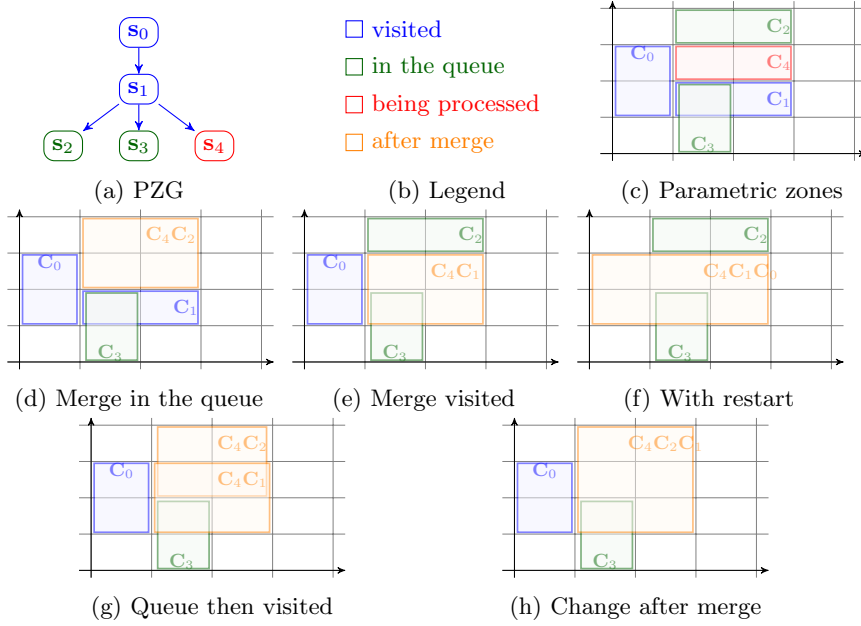 s0
s1
s2 s3 s4
(a) PZG
visited
in the queue
being processed
after merge
(b) Legend
C2
C0
C4
C1
C3
(c) Parametric zones
C4C2
C0
C1
C3
(d) Merge in the queue
C2
C0
C4C1
C3
(e) Merge visited
C2
C4C1C0
C3
(f) With restart
C4C2
C0
C4C1
C3
(g) Queue then visited
C4C2C1
C0
C3
(h) Change after merge